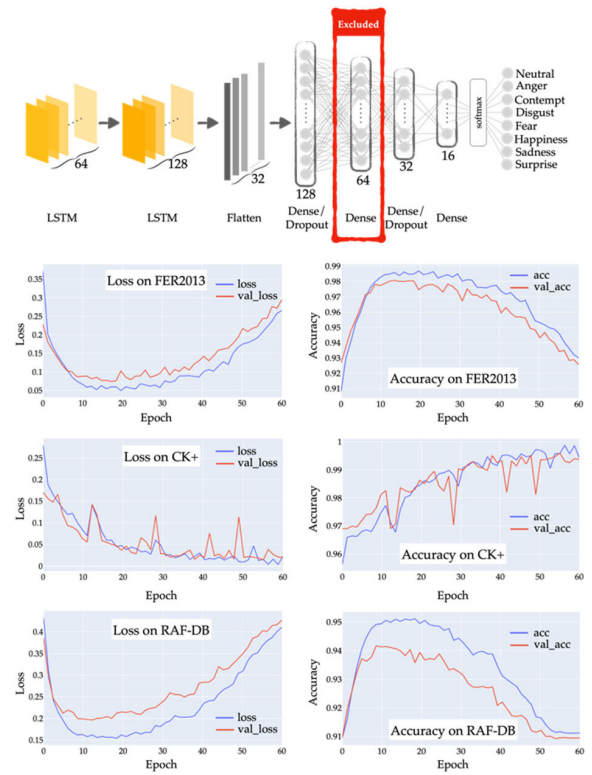 Excluded
softmax
Neutral
Anger
Contempt
Disgust
Fear
Happiness
Sadness
Surprise
64
128
32
128
64
32
16
LSTM
LSTM
Flatten
Dense/
Dropout
Dense
Dense/
Dropout
Dense
Loss on FER2013
loss
val_loss
Loss
0.35
0.3
0.25
0.2
0.15
0.1
0.05
0 10 20 30 40 50 60
Epoch
acc
val_acc
Accuracy
0.99
0.98
0.97
0.96
0.95
0.94
0.93
0.92
0.91
Accuracy on FER2013
0 10 20 30 40 50 60
Epoch
Loss on CK+
loss
val_loss
Loss
0.25
0.2
0.15
0.1
0.05
0
0 10 20 30 40 50 60
Epoch
Accuracy
1
0.99
0.98
0.97
0.96
acc
val_acc
Accuracy on CK+
0 10 20 30 40 50 60
Epoch
Loss on RAF-DB
Loss
0.4
0.35
0.3
0.25
0.2
0.15
loss
val_loss
0 10 20 30 40 50 60
Epoch
acc
val_acc
Accuracy
0.95
0.94
0.93
0.92
0.91
Accuracy on RAF-DB
0 10 20 30 40 50 60
Epoch